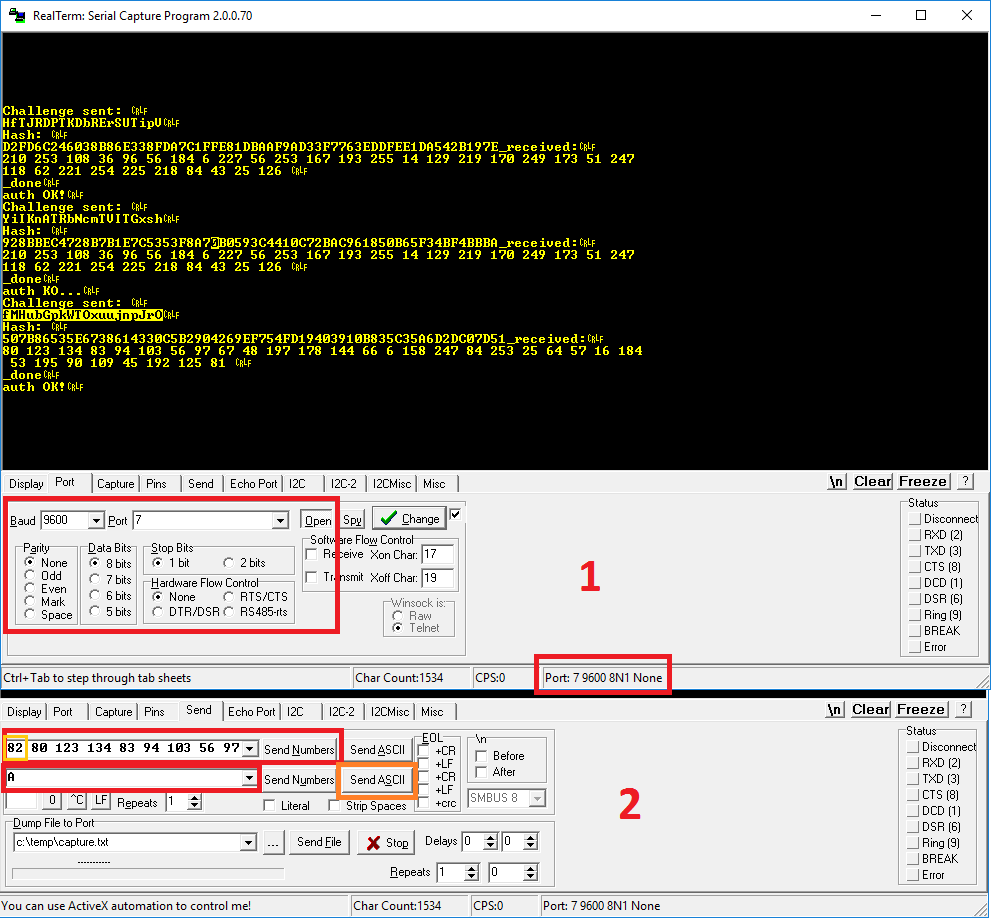 RealTerm: Serial Capture Program 2.0.0.70
Challenge sent: CRLF
HfTJRDPTKDbRErSUTipVCRLF
Hash: CRLF
D2FD6C246038B86E338FDA7C1FFE81DBAAF9AD33F7763EDDFEE1DA542B197E_received:CRLF
210 253 108 36 96 56 184 6 227 56 253 167 193 255 14 129 219 170 249 173 51 247
118 62 221 254 225 218 84 43 25 126 CRLF
_doneCRLF
auth OK!CRLF
Challenge sent: CRLF
YiIKnATRbNcmTVITGxshCRLF
Hash: CRLF
928BBEC4728B7B1E7C5353F8A7 B0593C4410C72BAC961850B65F34BF4BBBA_received:CRLF
210 253 108 36 96 56 184 6 227 56 253 167 193 255 14 129 219 170 249 173 51 247
118 62 221 254 225 218 84 43 25 126 CRLF
_doneCRLF
auth KO...CRLF
Challenge sent: CRLF
fMHubGpkWTOxuujnpJrOCRLF
Hash: CRLF
507B86535E6738614330C5B2904269EF754FD19403910B835C35A6D2DC07D51_received:CRLF
80 123 134 83 94 103 56 97 67 48 197 178 144 66 6 158 247 84 253 25 64 57 16 184
53 195 90 109 45 192 125 81 CRLF
_doneCRLF
auth OK!CRLF
Display Port Capture Pins Send Echo Port I2C I2C-2 I2CMisc Misc \n Clear Freeze ?
Baud 9600 Port 7 Open Spy Change
Parity
None
Odd
Even
Mark
Space
Data Bits
8 bits
7 bits
6 bits
5 bits
Stop Bits
1 bit 2 bits
Hardware Flow Control
None RTS/CTS
DTR/DSR RS485-rts
Software Flow Control
Receive Xon Char: 17
Transmit Xoff Char: 19
Winsock is:
Raw
Telnet
1
Status
Disconnect
RXD (2)
TXD (3)
CTS (8)
DCD (1)
DSR (6)
Ring (9)
BREAK
Error
Ctrl+Tab to step through tab sheets Char Count:1534 CPS:0 Port: 7 9600 8N1 None
Display Port Capture Pins Send Echo Port I2C I2C-2 I2CMisc Misc \n Clear Freeze ?
82 80 123 134 83 94 103 56 97 Send Numbers Send ASCII
A Send Numbers Send ASCII
0 ^C LF Repeats 1 Literal Strip Spaces
EOL
+CR
+LF
+CR
+LF
+crc
\n
Before
After
SMBUS 8
Dump File to Port
c:\temp\capture.txt ... Send File Stop Delays 0 0
Repeats 1 0
2
Status
Disconnect
RXD (2)
TXD (3)
CTS (8)
DCD (1)
DSR (6)
Ring (9)
BREAK
Error
You can use ActiveX automation to control me! Char Count:1534 CPS:0 Port: 7 9600 8N1 None